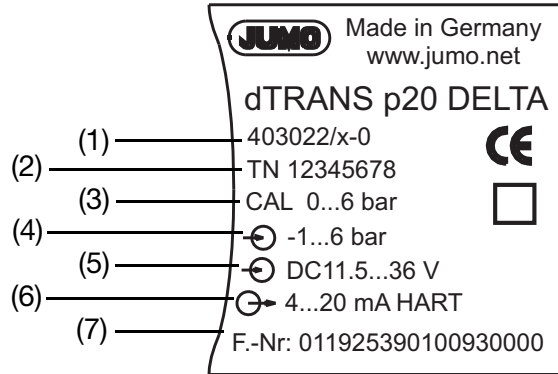 JUMO
Made in Germany
www.jumo.net
dTRANS p20 DELTA
(1) 403022/x-0
CE
(2) TN 12345678
(3) CAL 0...6 bar
(4) -1...6 bar
(5) DC11.5...36 V
(6) 4...20 mA HART
(7) F.-Nr: 011925390100930000